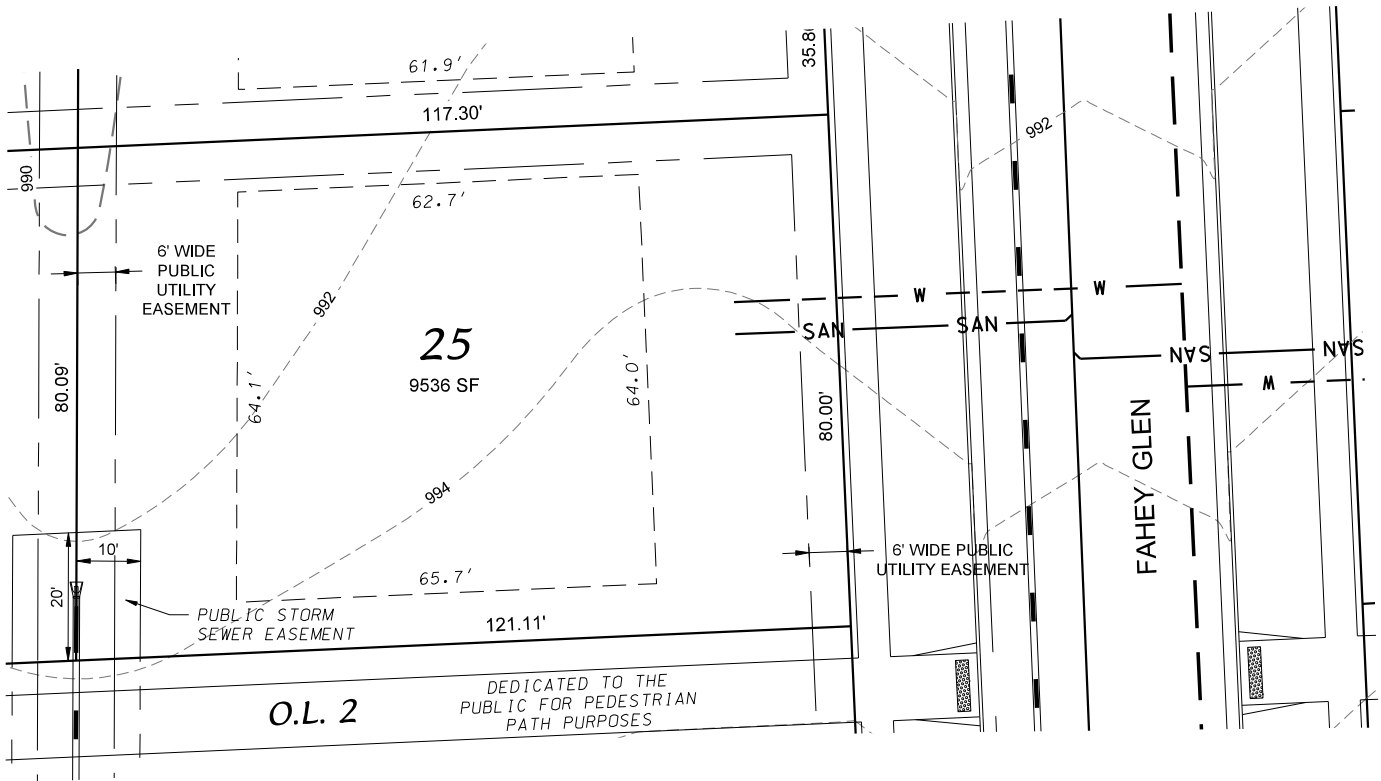 61.9'
35.8
117.30'
992
990
62.7'
6' WIDE
PUBLIC
UTILITY
EASEMENT
992
W
W
SAN
SAN
25
9536 SF
SAN
SAN
W
80.09'
64.1'
64.0'
80.00'
FAHEY GLEN
994
10'
20'
65.7'
6' WIDE PUBLIC
UTILITY EASEMENT
PUBLIC STORM
SEWER EASEMENT
121.11'
O.L. 2
DEDICATED TO THE
PUBLIC FOR PEDESTRIAN
PATH PURPOSES